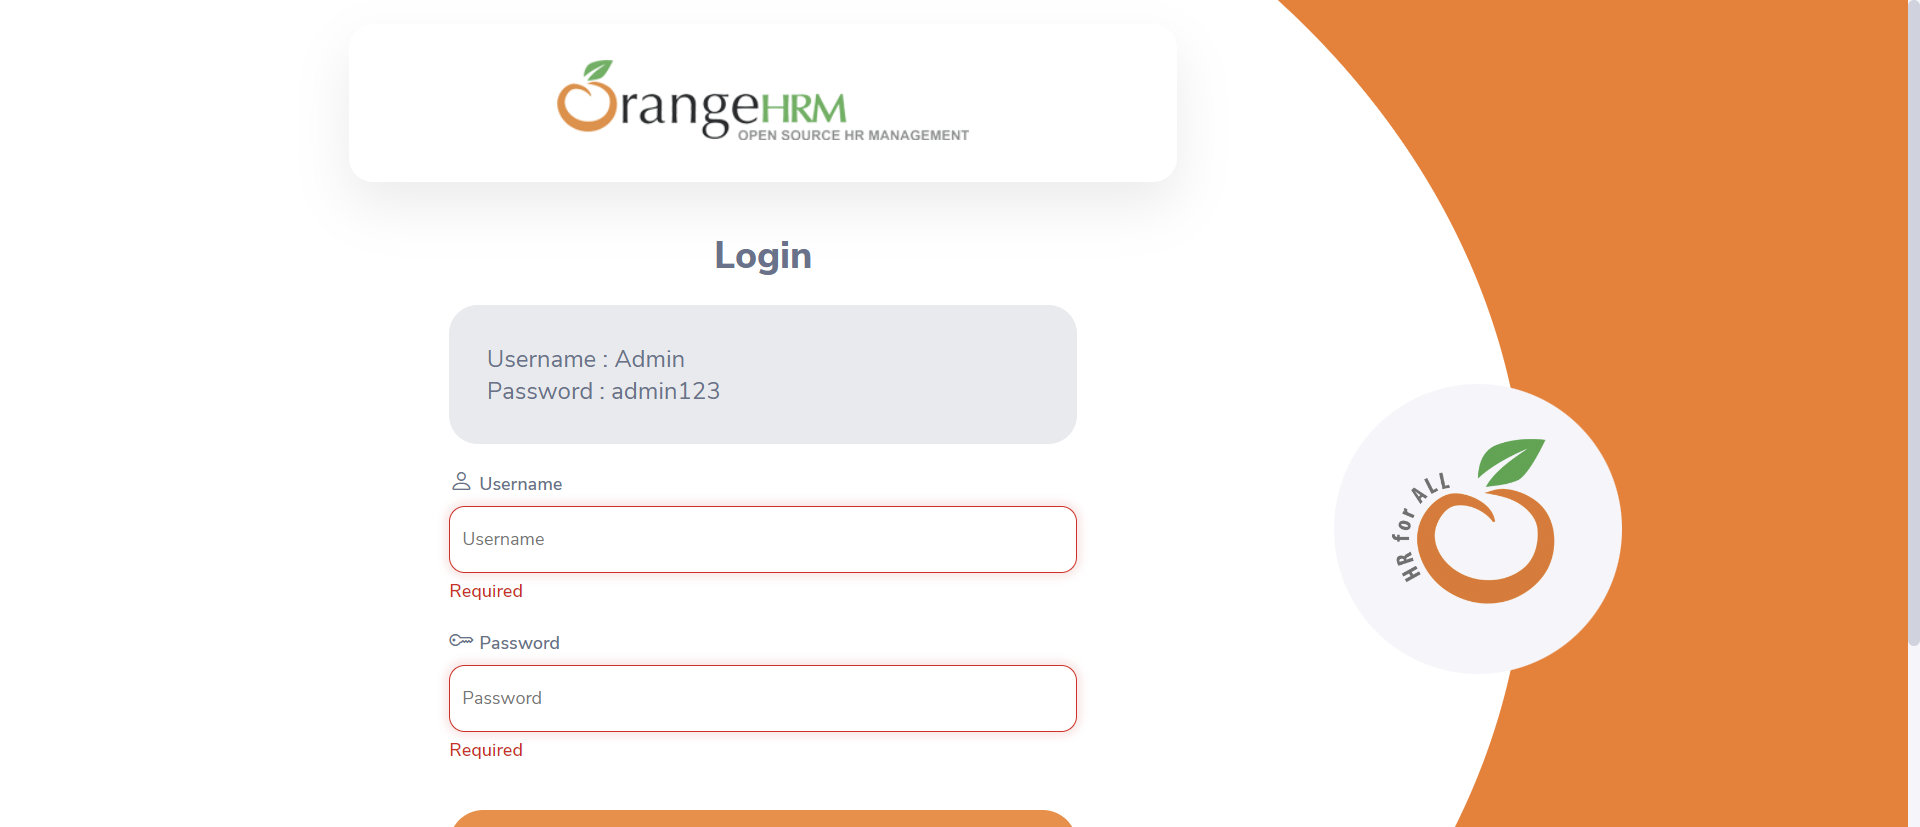 OrangeHRM
OPEN SOURCE HR MANAGEMENT
Login
Username : Admin
Password : admin123
Username
Username
Required
Password
Password
Required
HR for ALL